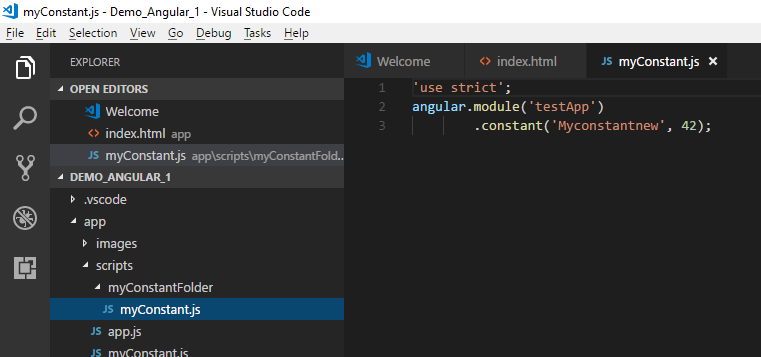 myConstant.js - Demo_Angular_1 - Visual Studio Code
File Edit Selection View Go Debug Tasks Help
EXPLORER
OPEN EDITORS
Welcome
index.html app
JS myConstant.js app\scripts\myConstantFold...
DEMO_ANGULAR_1
.vscode
app
images
scripts
myConstantFolder
JS myConstant.js
JS app.js
JS myConstant.js
Welcome <> index.html JS myConstant.js ×
1 'use strict';
2 angular.module('testApp')
3 .constant('Myconstantnew', 42);